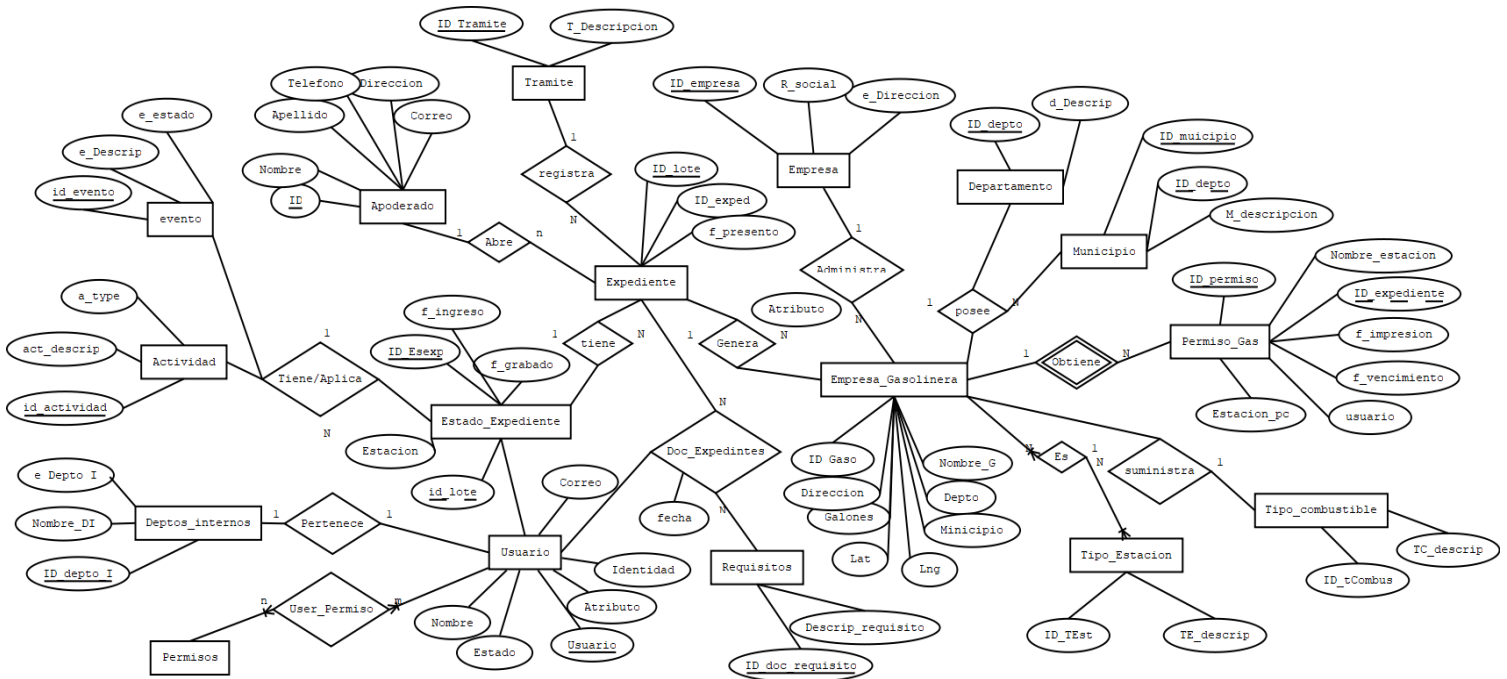 ID Tramite
T_Descripcion
Tramite
Telefono
Direccion
Apellido
Correo
Nombre
ID
Apoderado
e_estado
e_Descrip
id_evento
evento
1
registra
N
ID_empresa
R_social
e_Direccion
Empresa
ID_lote
ID_exped
f_presento
1
Abre
n
Expediente
d_Descrip
ID_depto
Departamento
ID_muicipio
ID_depto
M_descripcion
Municipio
1
Administra
N
Atributo
1
posee
N
Nombre_estacion
ID_permiso
ID_expediente
f_impresion
Permiso_Gas
f_vencimiento
usuario
Estacion_pc
a_type
act_descrip
Actividad
id_actividad
1
Tiene/Aplica
N
f_ingreso
ID_Esexp
f_grabado
1
tiene
N
1
Genera
N
Empresa_Gasolinera
1
Obtiene
N
Estado_Expediente
Estacion
id_lote
N
Doc_Expedintes
N
fecha
ID Gaso
Direccion
Galones
Lat
Nombre_G
Depto
Minicipio
Lng
N
Es
1
N
suministra
1
Tipo_combustible
TC_descrip
ID_tCombus
Tipo_Estacion
ID_TEst
TE_descrip
e Depto I
Nombre_DI
ID_depto_I
Deptos_internos
1
Pertenece
1
Correo
Usuario
Identidad
Atributo
Usuario
Estado
Nombre
n
User_Permiso
m
Permisos
Requisitos
Descrip_requisito
ID_doc_requisito